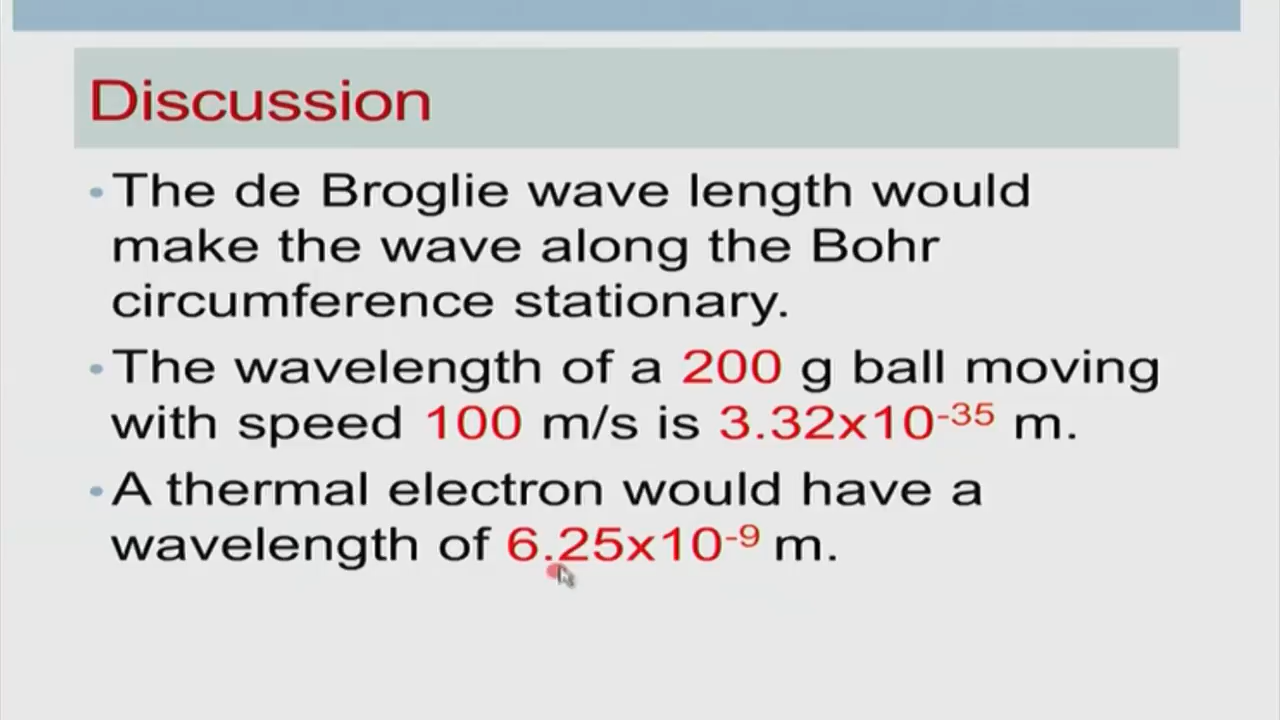 Discussion
•The de Broglie wave length would
make the wave along the Bohr
circumference stationary.
•The wavelength of a 200 g ball moving
with speed 100 m/s is 3.32x10⁻³⁵ m.
•A thermal electron would have a
wavelength of 6.25x10⁻⁹ m.